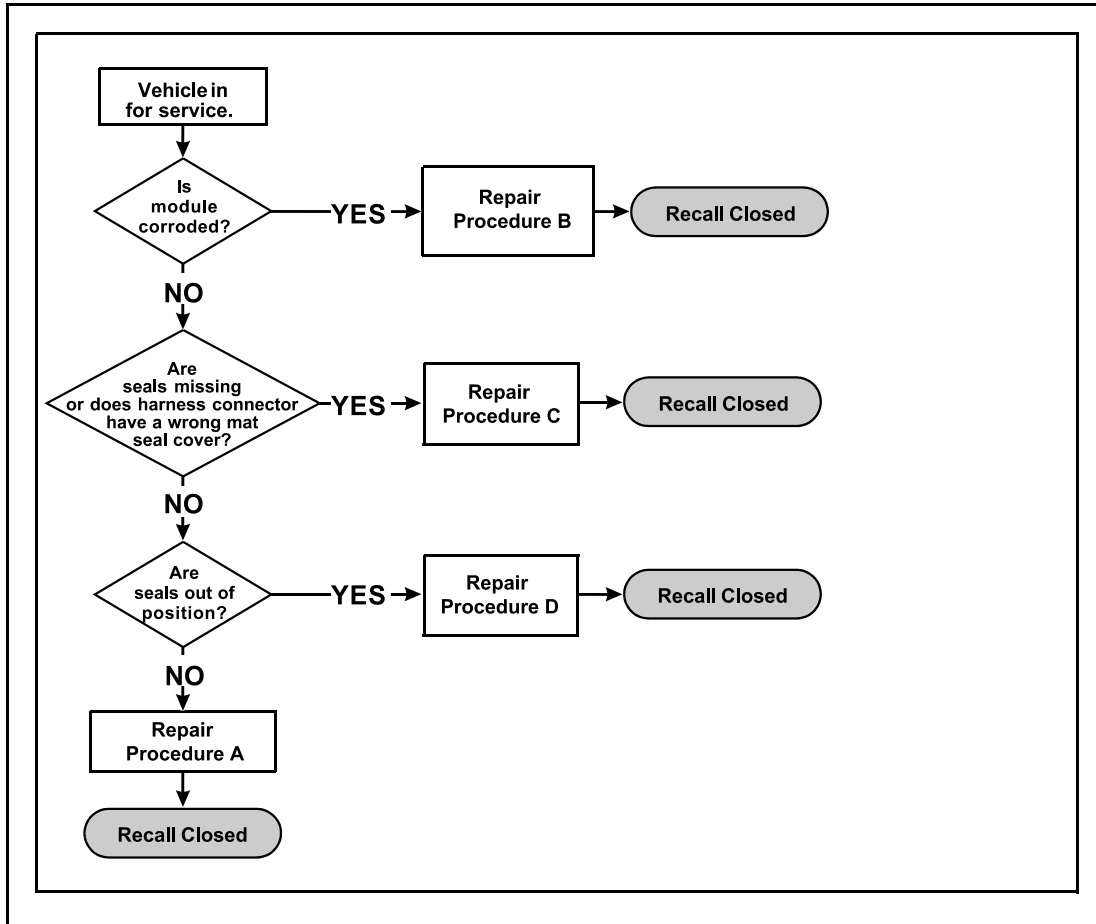 Vehicle in
for service.
Is
module
corroded?
YES
Repair
Procedure B
Recall Closed
NO
Are
seals missing
or does harness connector
have a wrong mat
seal cover?
YES
Repair
Procedure C
Recall Closed
NO
Are
seals out of
position?
YES
Repair
Procedure D
Recall Closed
NO
Repair
Procedure A
Recall Closed